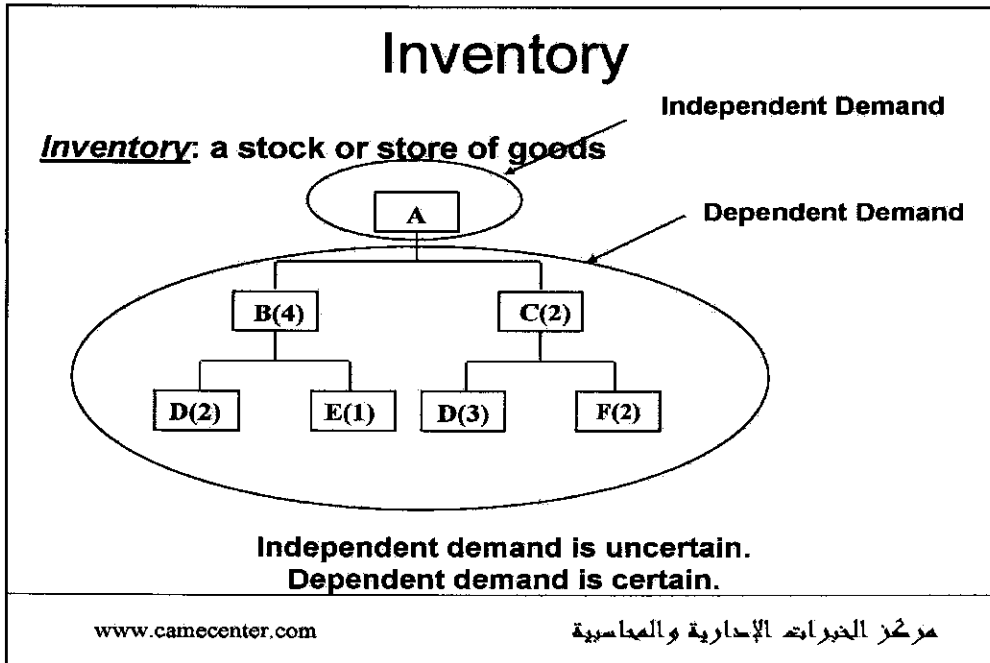 Inventory
Independent Demand
Inventory: a stock or store of goods
A
Dependent Demand
B(4) C(2)
D(2) E(1) D(3) F(2)
Independent demand is uncertain.
Dependent demand is certain.
www.camecenter.com مركز الخبرات الإدارية والمحاسبية